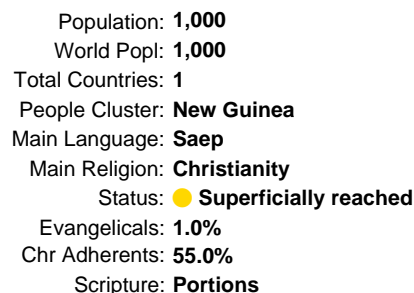 Population: 1,000
World Popl: 1,000
Total Countries: 1
People Cluster: New Guinea
Main Language: Saep
Main Religion: Christianity
Status: Superficially reached
Evangelicals: 1.0%
Chr Adherents: 55.0%
Scripture: Portions